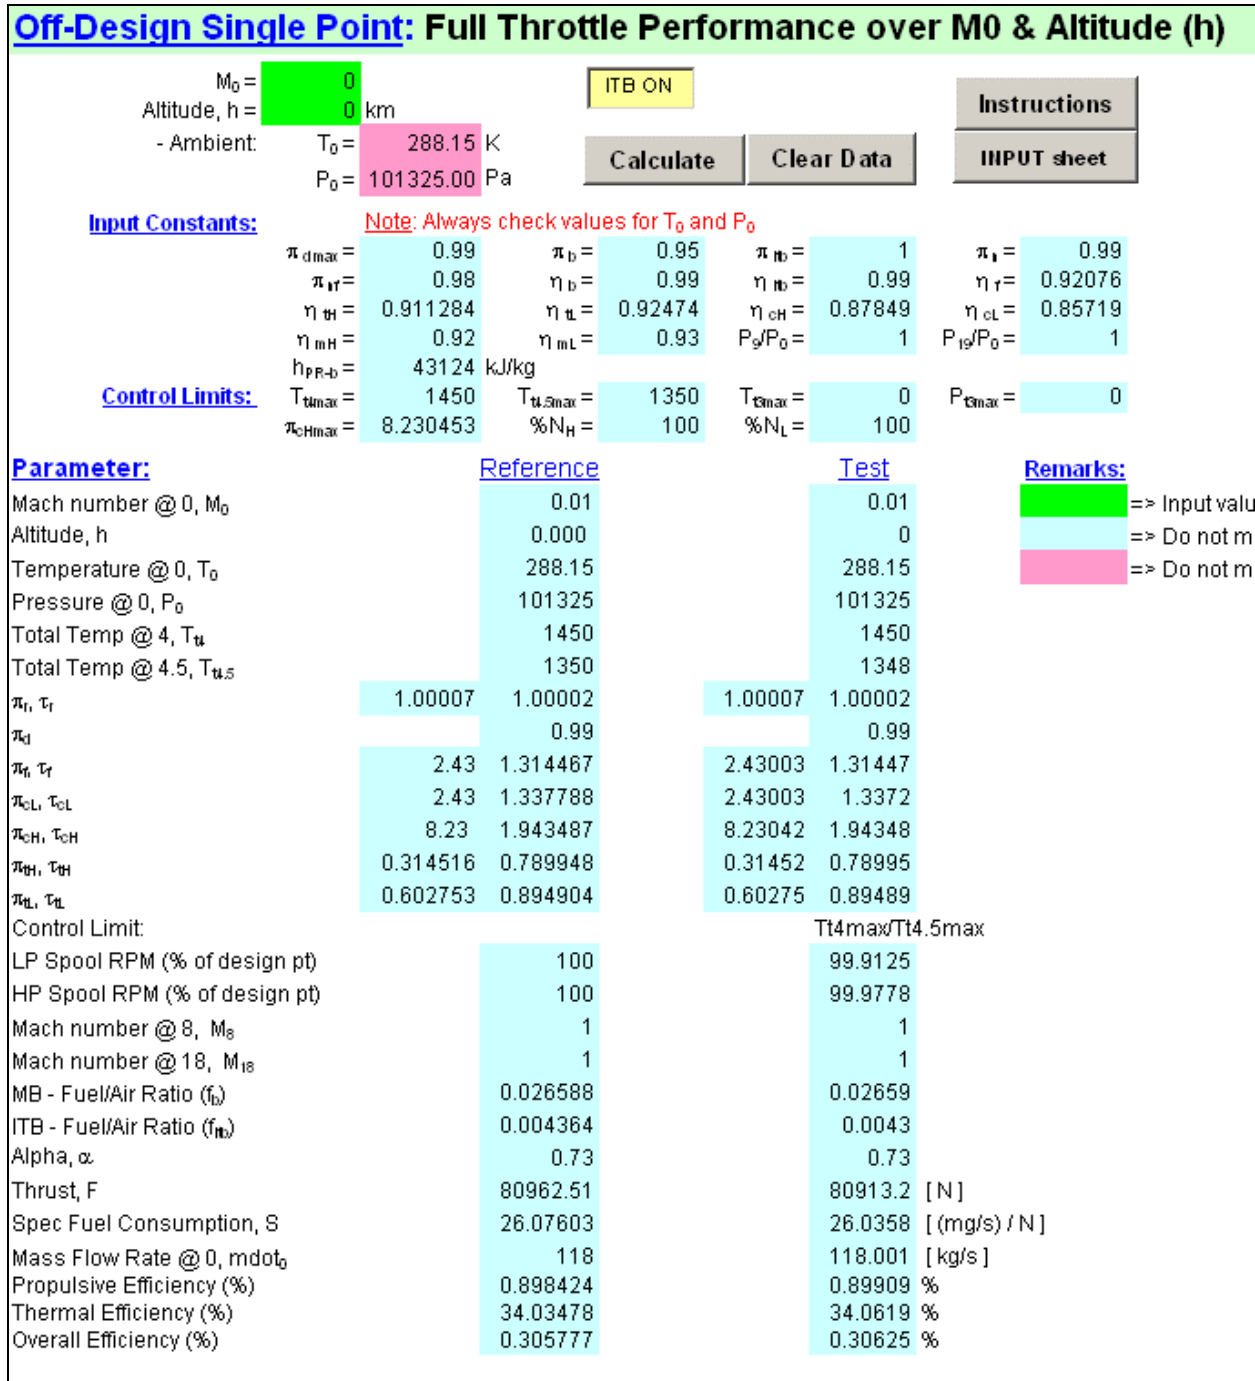 Off-Design Single Point: Full Throttle Performance over M0 & Altitude (h)
M0 = 0 ITB ON
Altitude, h = 0 km Instructions
- Ambient: T0 = 288.15 K Calculate Clear Data INPUT sheet
P0 = 101325.00 Pa
Input Constants: Note: Always check values for T0 and P0
π dmax = 0.99 π b = 0.95 π itb = 1 π n = 0.99
π nf = 0.98 η b = 0.99 η itb = 0.99 η f = 0.92076
η tH = 0.911284 η tL = 0.92474 η cH = 0.87849 η cL = 0.85719
η mH = 0.92 η mL = 0.93 P9/P0 = 1 P19/P0 = 1
hPR-b = 43124 kJ/kg
Control Limits: Tt4max = 1450 Tt4.5max = 1350 Tt3max = 0 Pt3max = 0
πcHmax = 8.230453 %NH = 100 %NL = 100
Parameter: Reference Test Remarks:
Mach number @ 0, M0 0.01 0.01 => Input valu
Altitude, h 0.000 0 => Do not m
Temperature @ 0, T0 288.15 288.15 => Do not m
Pressure @ 0, P0 101325 101325
Total Temp @ 4, Tt4 1450 1450
Total Temp @ 4.5, Tt4.5 1350 1348
πr, τr 1.00007 1.00002 1.00007 1.00002
πd 0.99 0.99
πf, τf 2.43 1.314467 2.43003 1.31447
πcL, τcL 2.43 1.337788 2.43003 1.3372
πcH, τcH 8.23 1.943487 8.23042 1.94348
πtH, τtH 0.314516 0.789948 0.31452 0.78995
πtL, τtL 0.602753 0.894904 0.60275 0.89489
Control Limit: Tt4max/Tt4.5max
LP Spool RPM (% of design pt) 100 99.9125
HP Spool RPM (% of design pt) 100 99.9778
Mach number @ 8, M8 1 1
Mach number @ 18, M18 1 1
MB - Fuel/Air Ratio (fb) 0.026588 0.02659
ITB - Fuel/Air Ratio (fitb) 0.004364 0.0043
Alpha, α 0.73 0.73
Thrust, F 80962.51 80913.2 [ N ]
Spec Fuel Consumption, S 26.07603 26.0358 [ (mg/s) / N ]
Mass Flow Rate @ 0, mdot0 118 118.001 [ kg/s ]
Propulsive Efficiency (%) 0.898424 0.89909 %
Thermal Efficiency (%) 34.03478 34.0619 %
Overall Efficiency (%) 0.305777 0.30625 %